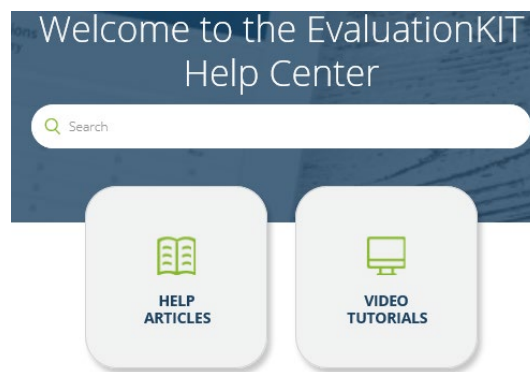 Welcome to the EvaluationKIT
Help Center
Search
HELP
ARTICLES
VIDEO
TUTORIALS